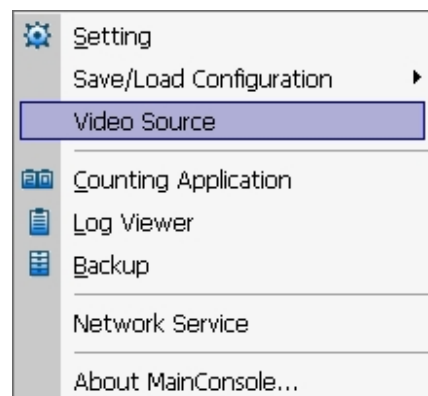 Setting
Save/Load Configuration
Video Source
Counting Application
Log Viewer
Backup
Network Service
About MainConsole...